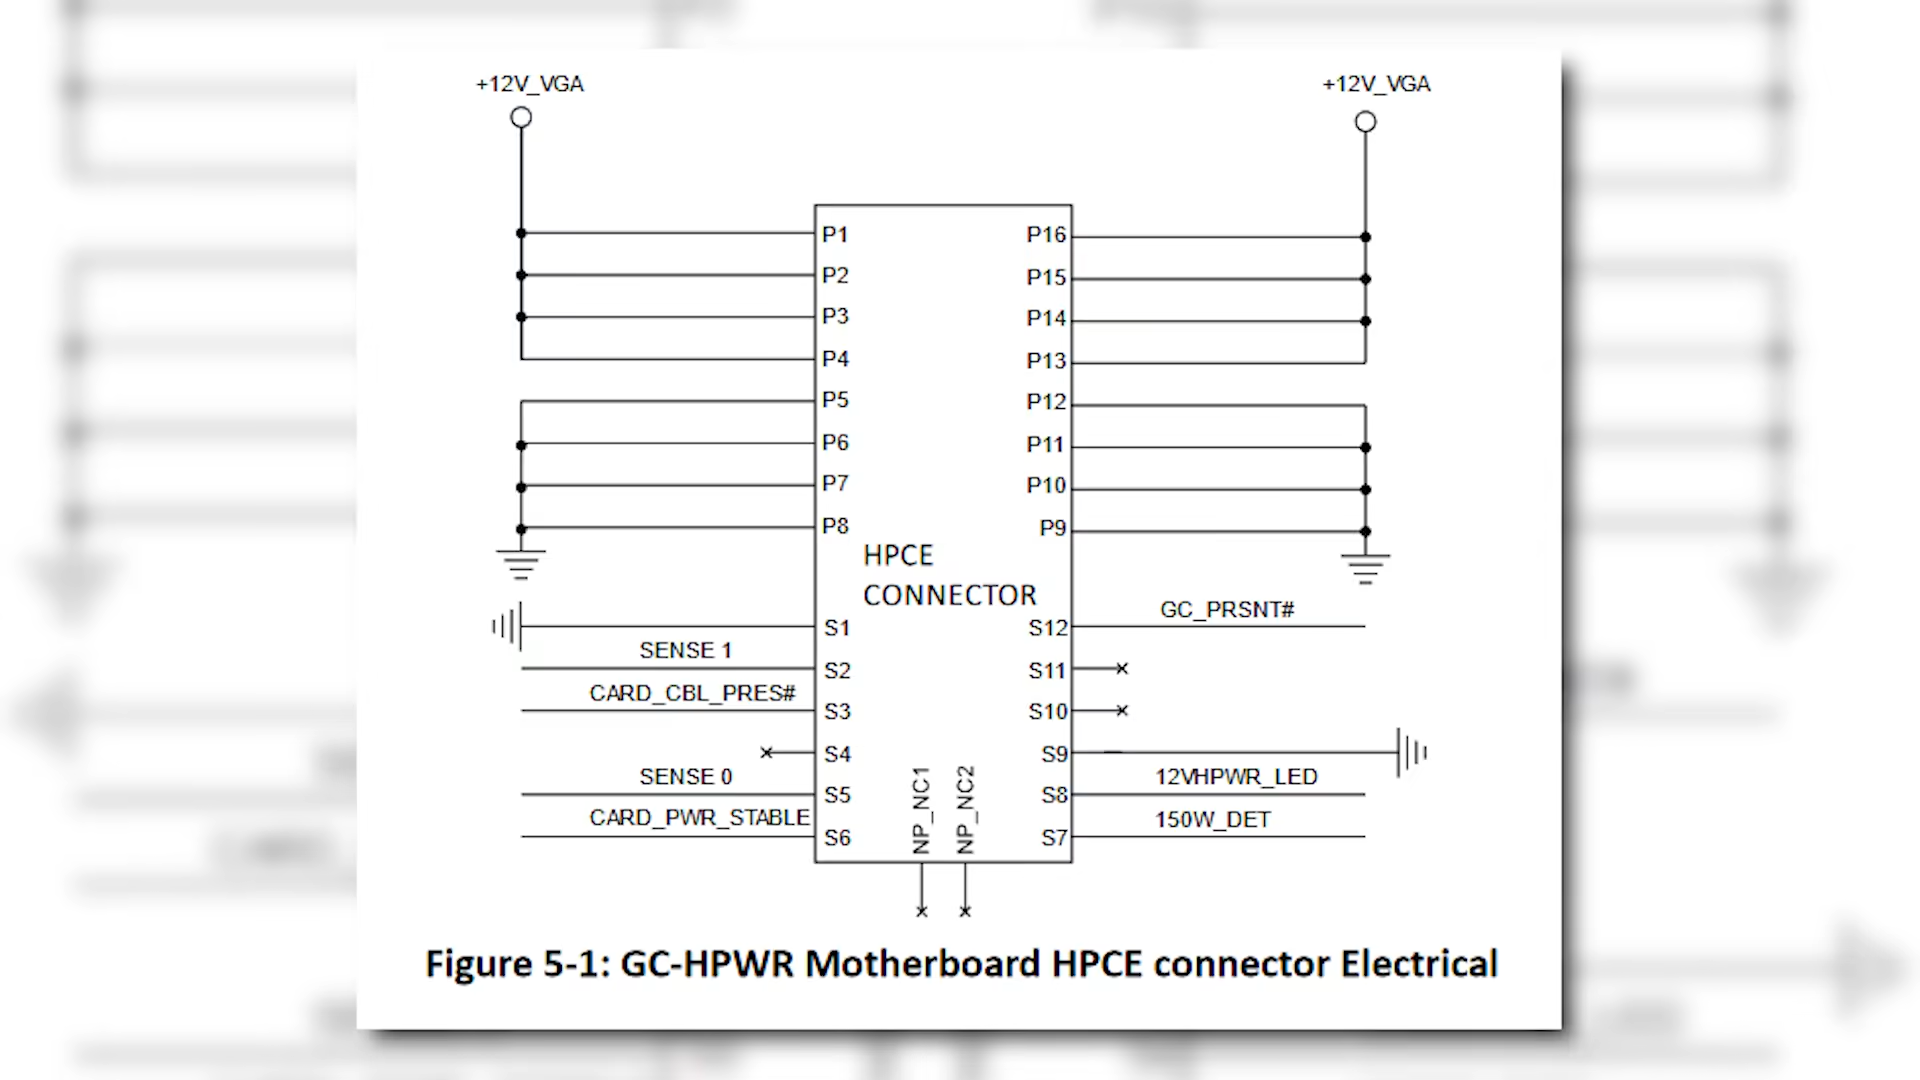 +12V_VGA +12V_VGA
P1 P16
P2 P15
P3 P14
P4 P13
P5 P12
P6 P11
P7 P10
P8 P9
HPCE
CONNECTOR
GC_PRSNT#
S1 S12
SENSE 1
S2 S11
CARD_CBL_PRES#
S3 S10
S4 S9
SENSE 0 12VHPWR_LED
S5 S8
CARD_PWR_STABLE 150W_DET
S6 S7
NP_NC1
NP_NC2
Figure 5-1: GC-HPWR Motherboard HPCE connector Electrical